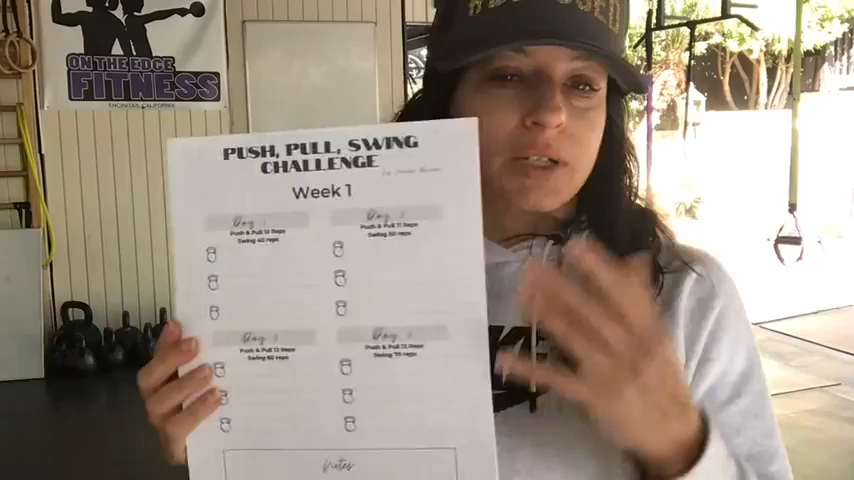 ON THE EDGE
FITNESS
ENCINITAS, CALIFORNIA
PUSH, PULL, SWING
CHALLENGE
Week 1
Day 1
Push & Pull 10 Reps
Swing 40 reps
Day 2
Push & Pull 11 Reps
Swing 50 reps
Day 3
Push & Pull 12 Reps
Swing 60 reps
Day
Push & Pull 13 Reps
Swing 70 reps
Notes